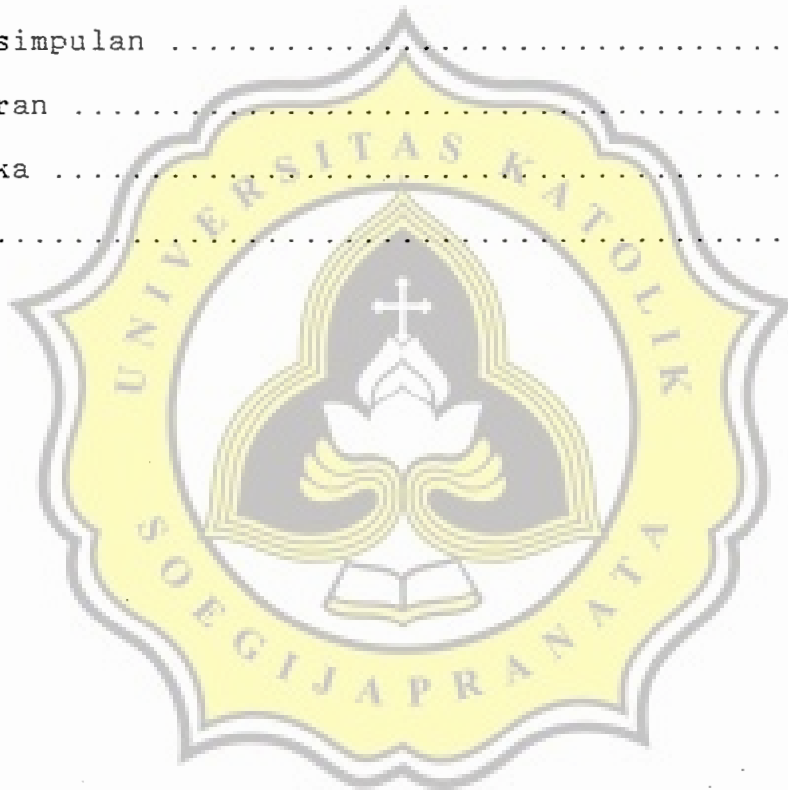 simpulan ........................................
ran ........................................
ka ........................................
........................................
UNIVERSITAS KATOLIK
SOEGIJAPRANATA